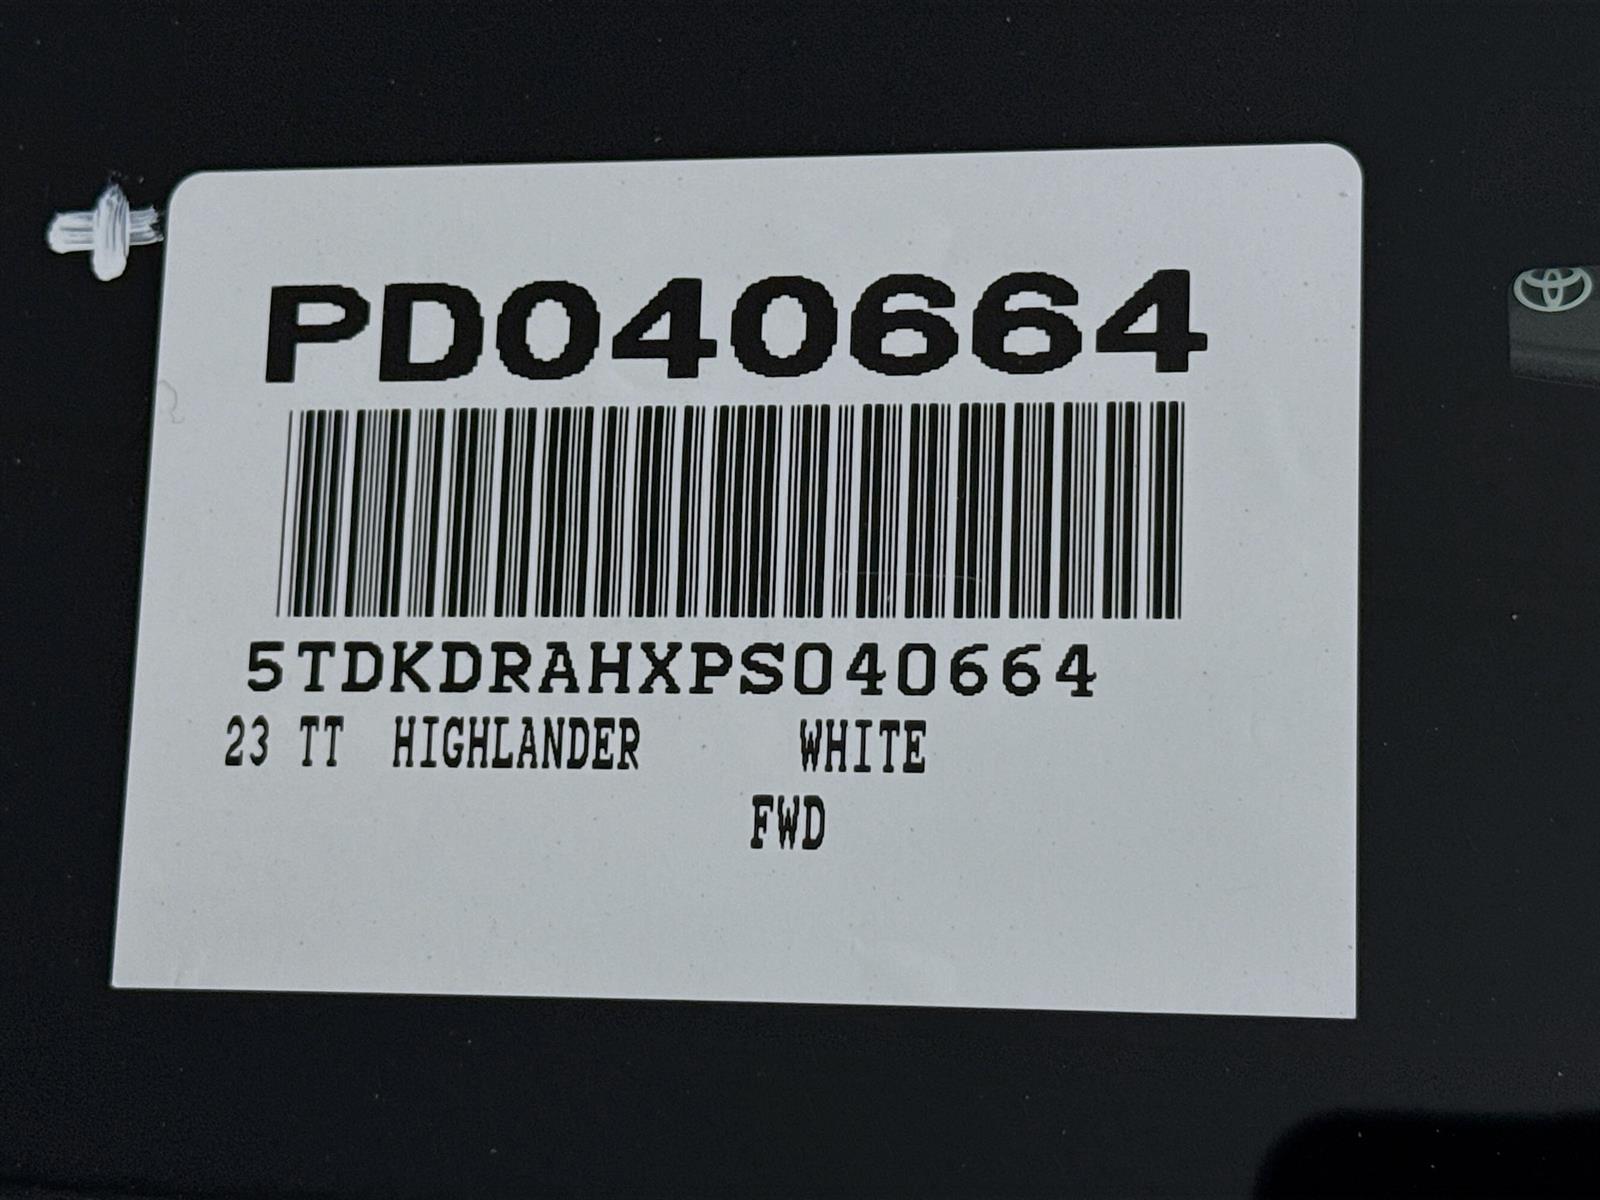 PD040664
5TDKDRAHXPS040664
23 TT HIGHLANDER WHITE
FWD